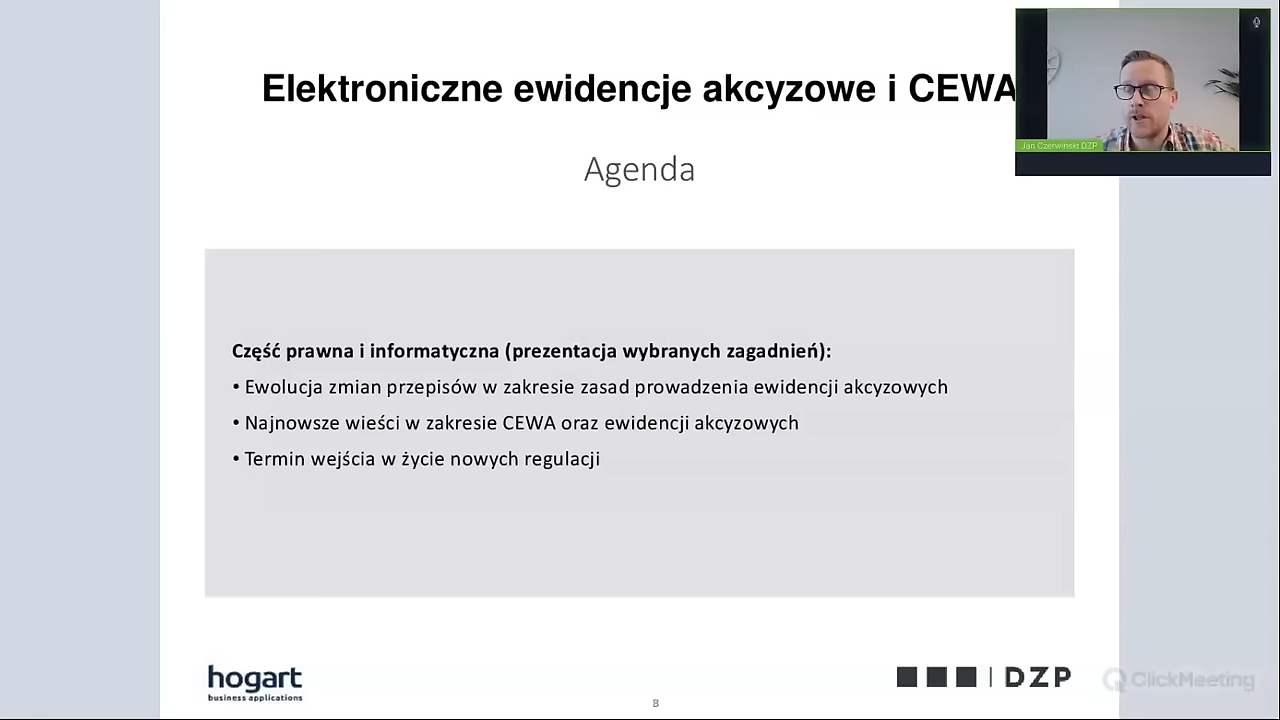 Elektroniczne ewidencje akcyzowe i CEWA
Jan Czerwiński DZP
Agenda
Część prawna i informatyczna (prezentacja wybranych zagadnień):
• Ewolucja zmian przepisów w zakresie zasad prowadzenia ewidencji akcyzowych
• Najnowsze wieści w zakresie CEWA oraz ewidencji akcyzowych
• Termin wejścia w życie nowych regulacji
hogart
business applications
DZP
ClickMeeting
8